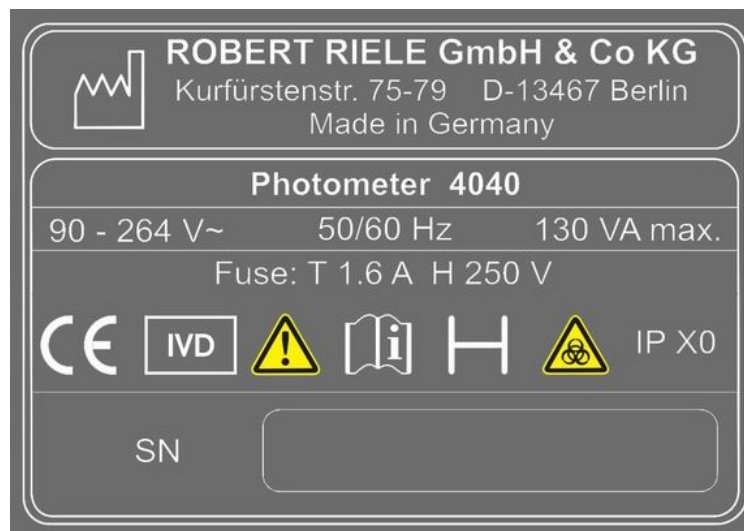 ROBERT RIELE GmbH & Co KG
Kurfürstenstr. 75-79 D-13467 Berlin
Made in Germany
Photometer 4040
90 - 264 V~ 50/60 Hz 130 VA max.
Fuse: T 1.6 A H 250 V
CE IVD i H IP X0
SN